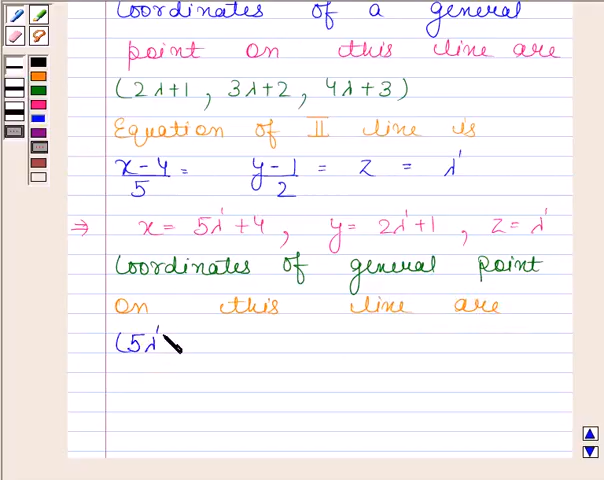 Coordinates of a general
point on this line are
(2λ+1 , 3λ+2 , 4λ+3)
Equation of II line is
x-4/5 = y-1/2 = z = λ'
⇒ x = 5λ'+4 , y = 2λ'+1 , z = λ'
Coordinates of general point
on this line are
(5λ'